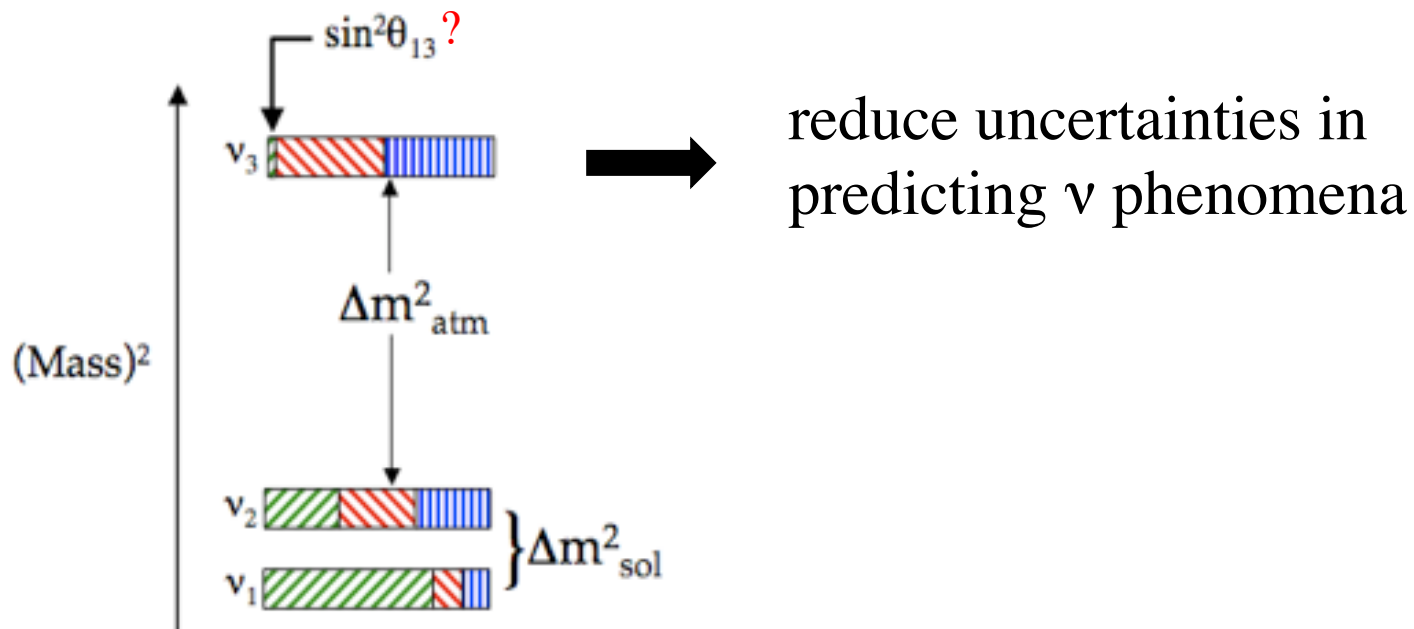 sin²θ₁₃?
ν₃
reduce uncertainties in
predicting ν phenomena
Δm²ₐₜₘ
(Mass)²
ν₂
}Δm²ₛₒₗ
ν₁